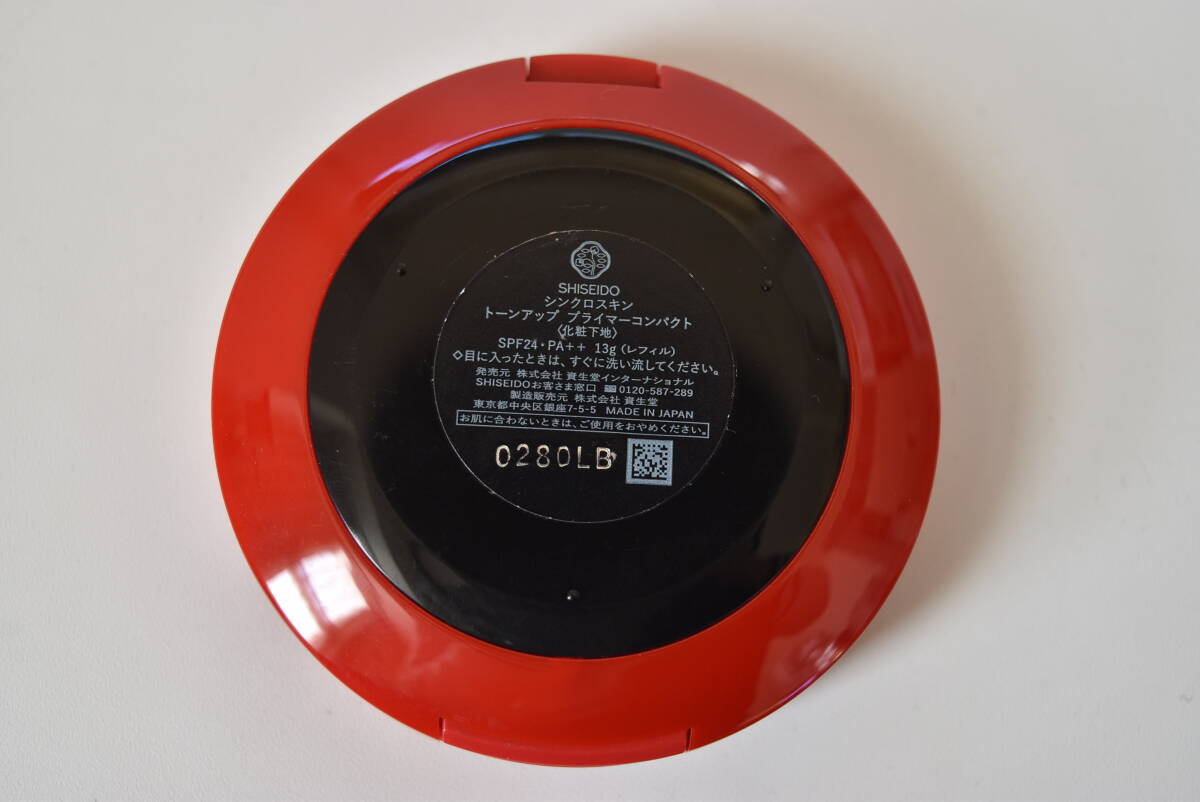 SHISEIDO
シンクロスキン
トーンアップ プライマーコンパクト
〈化粧下地〉
SPF24・PA++ 13g (レフィル)
◇目に入ったときは、すぐに洗い流してください。
発売元 株式会社 資生堂インターナショナル
SHISEIDOお客さま窓口 0120-587-289
製造販売元 株式会社 資生堂
東京都中央区銀座7-5-5 MADE IN JAPAN
お肌に合わないときは、ご使用をおやめください。
0280LB